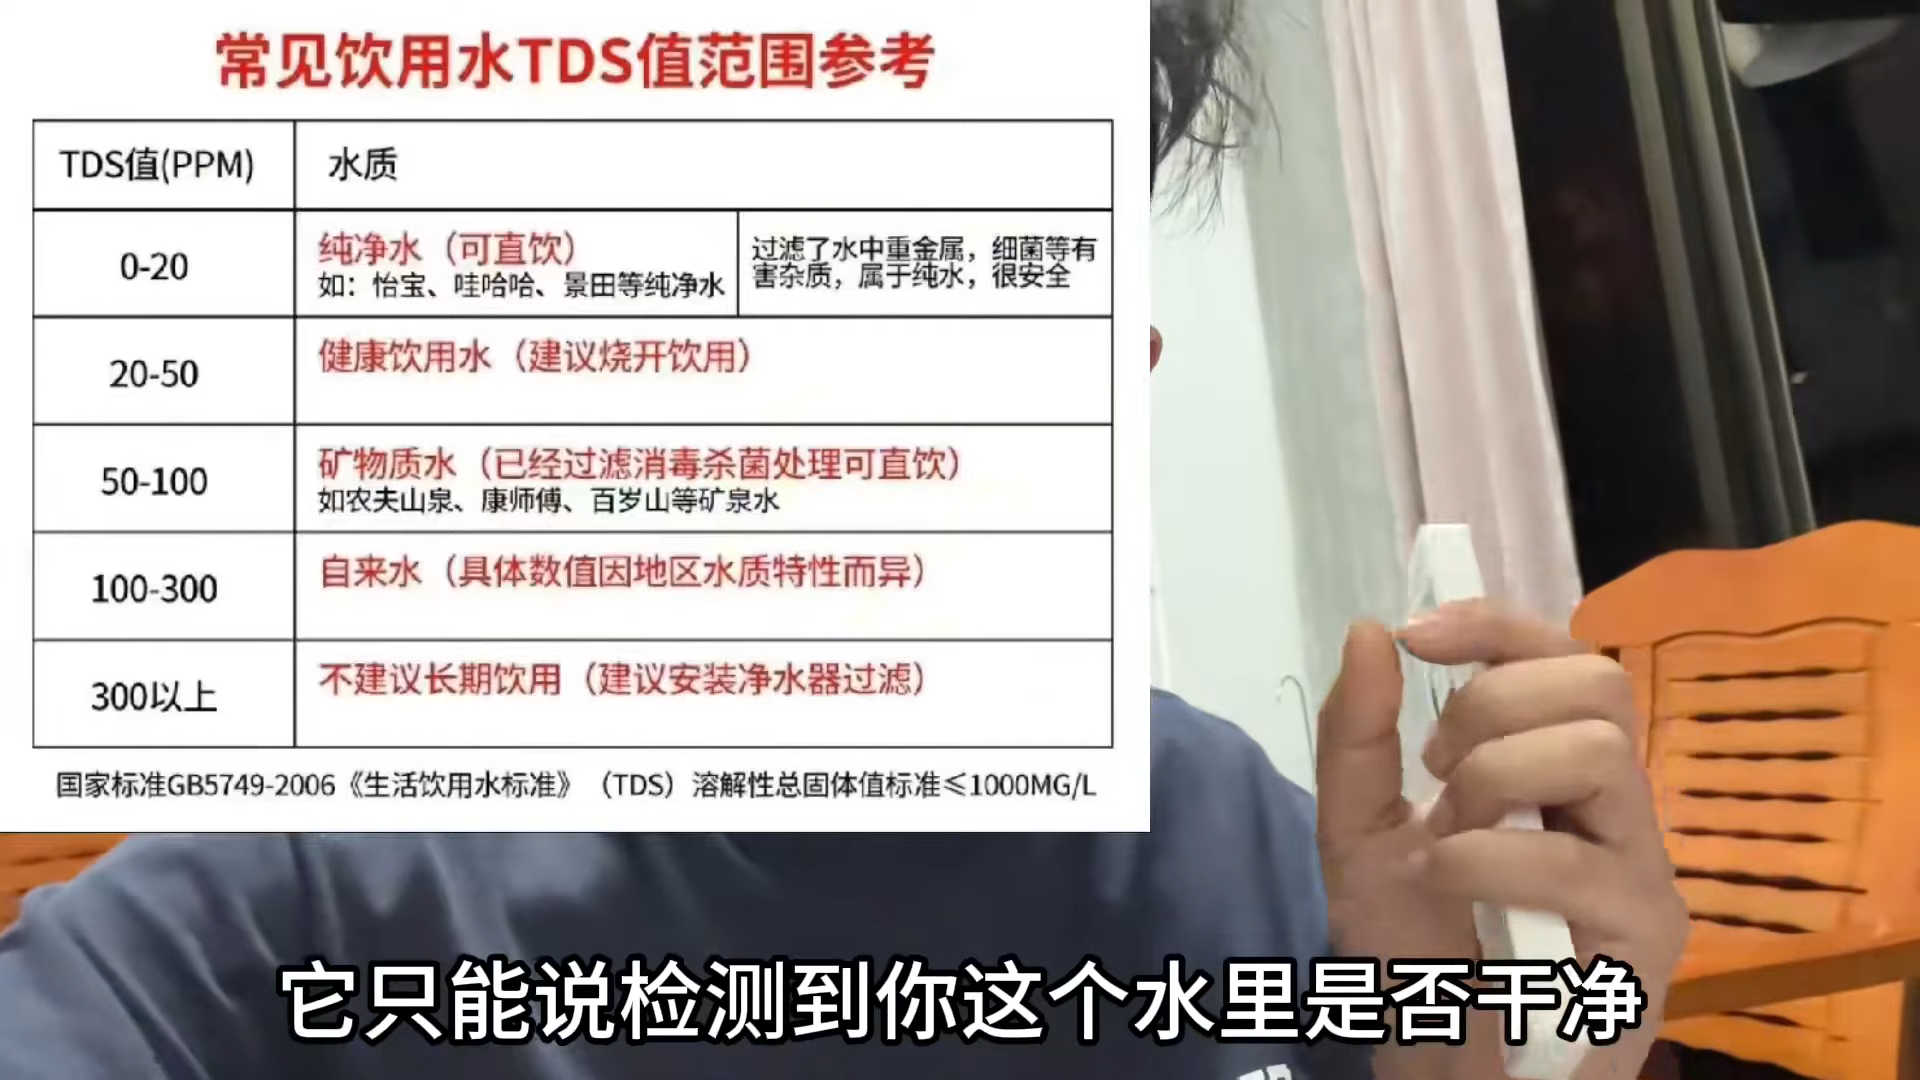 常见饮用水TDS值范围参考
TDS值(PPM)
水质
0-20
纯净水（可直饮）
如：怡宝、哇哈哈、景田等纯净水
过滤了水中重金属，细菌等有
害杂质，属于纯水，很安全
20-50
健康饮用水（建议烧开饮用）
50-100
矿物质水（已经过滤消毒杀菌处理可直饮）
如农夫山泉、康师傅、百岁山等矿泉水
100-300
自来水（具体数值因地区水质特性而异）
300以上
不建议长期饮用（建议安装净水器过滤）
国家标准GB5749-2006《生活饮用水标准》（TDS）溶解性总固体值标准≤1000MG/L
它只能说检测到你这个水里是否干净